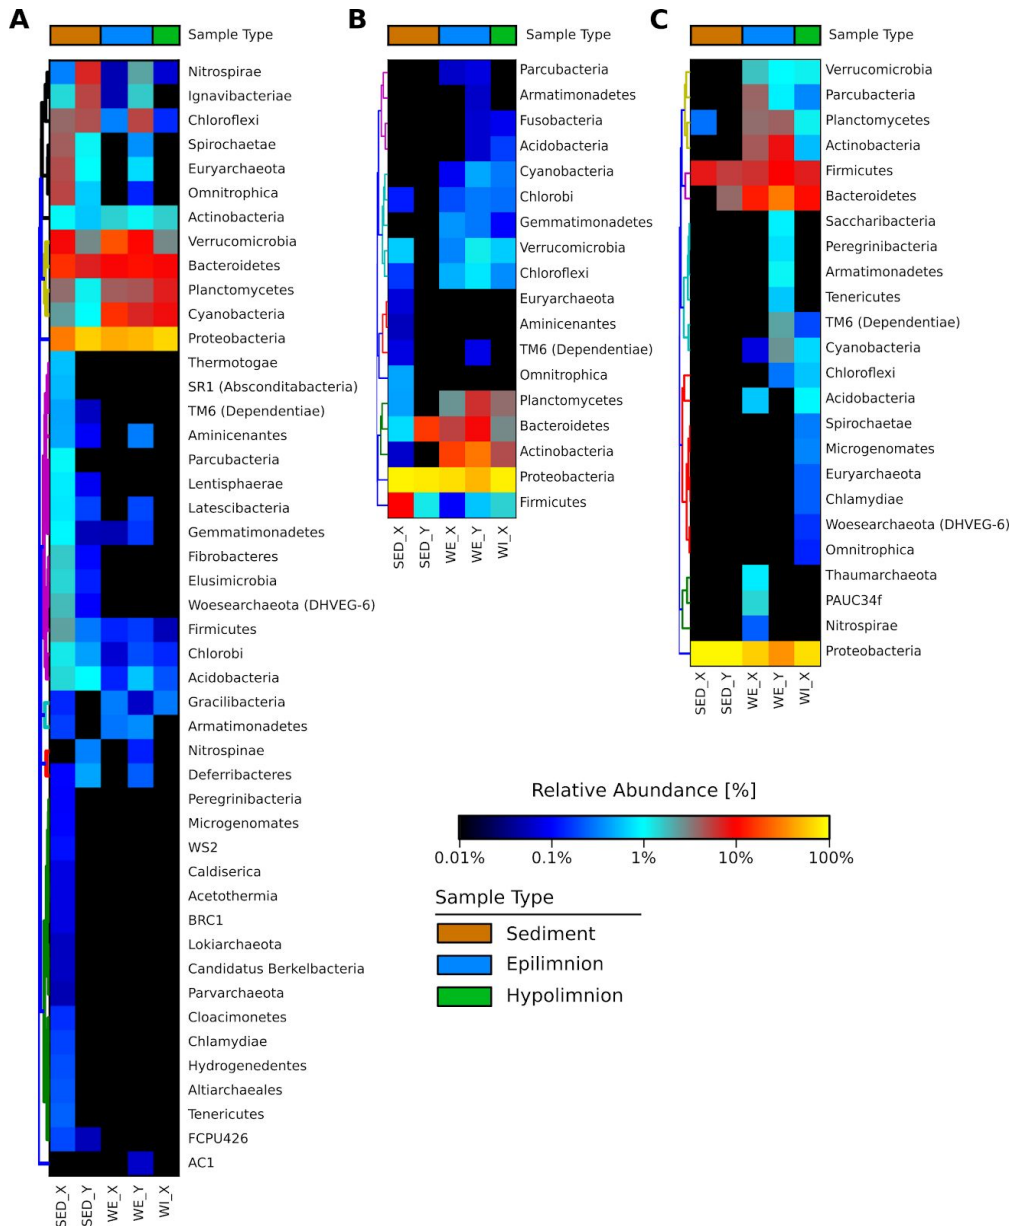 A
Sample Type
Nitrospirae
Ignavibacteriae
Chloroflexi
Spirochaetae
Euryarchaeota
Omnitrophica
Actinobacteria
Verrucomicrobia
Bacteroidetes
Planctomycetes
Cyanobacteria
Proteobacteria
Thermotogae
SR1 (Absconditabacteria)
TM6 (Dependentiae)
Aminicenantes
Parcubacteria
Lentisphaerae
Latescibacteria
Gemmatimonadetes
Fibrobacteres
Elusimicrobia
Woesearchaeota (DHVEG-6)
Firmicutes
Chlorobi
Acidobacteria
Gracilibacteria
Armatimonadetes
Nitrospinae
Deferribacteres
Peregrinibacteria
Microgenomates
WS2
Caldiserica
Acetothermia
BRC1
Lokiarchaeota
Candidatus Berkelbacteria
Parvarchaeota
Cloacimonetes
Chlamydiae
Hydrogenedentes
Altiarchaeales
Tenericutes
FCPU426
AC1
SED_X SED_Y WE_X WE_Y WI_X
B
Sample Type
Parcubacteria
Armatimonadetes
Fusobacteria
Acidobacteria
Cyanobacteria
Chlorobi
Gemmatimonadetes
Verrucomicrobia
Chloroflexi
Euryarchaeota
Aminicenantes
TM6 (Dependentiae)
Omnitrophica
Planctomycetes
Bacteroidetes
Actinobacteria
Proteobacteria
Firmicutes
SED_X SED_Y WE_X WE_Y WI_X
C
Sample Type
Verrucomicrobia
Parcubacteria
Planctomycetes
Actinobacteria
Firmicutes
Bacteroidetes
Saccharibacteria
Peregrinibacteria
Armatimonadetes
Tenericutes
TM6 (Dependentiae)
Cyanobacteria
Chloroflexi
Acidobacteria
Spirochaetae
Microgenomates
Euryarchaeota
Chlamydiae
Woesearchaeota (DHVEG-6)
Omnitrophica
Thaumarchaeota
PAUC34f
Nitrospirae
Proteobacteria
SED_X SED_Y WE_X WE_Y WI_X
Relative Abundance [%]
0.01% 0.1% 1% 10% 100%
Sample Type
Sediment
Epilimnion
Hypolimnion